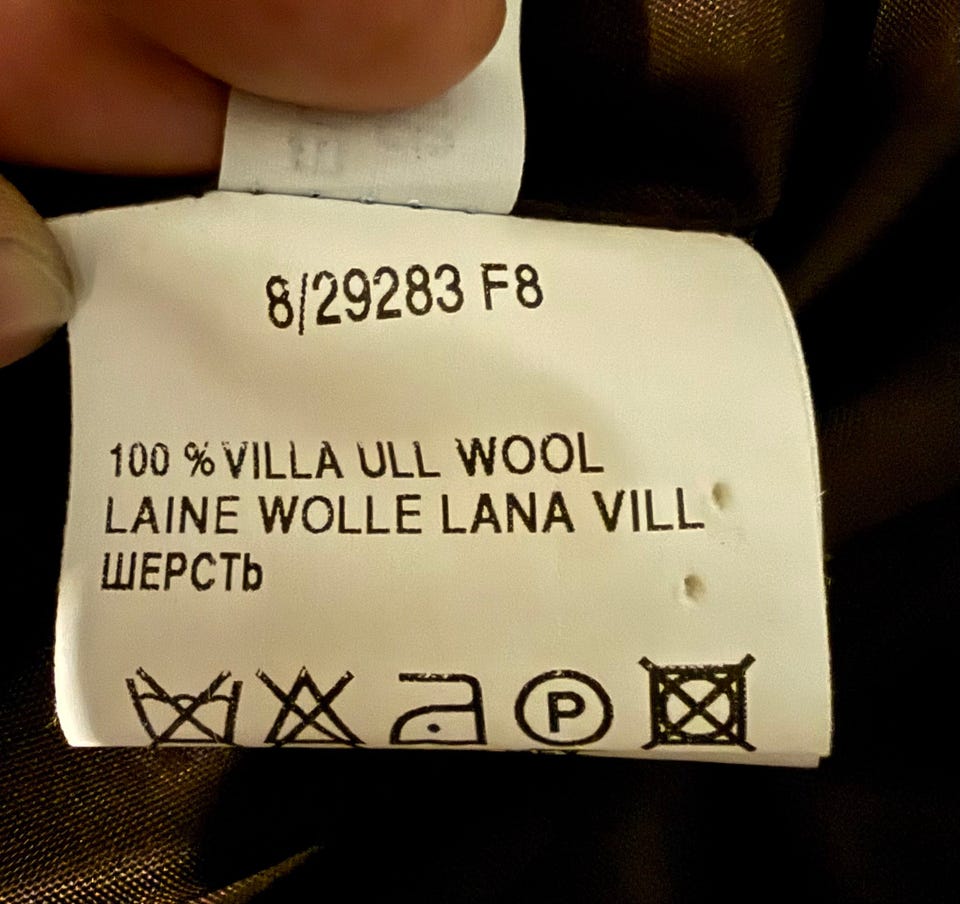 8/29283 F8
100 % VILLA ULL WOOL
LAINE WOLLE LANA VILL
ШЕРСТЬ
P